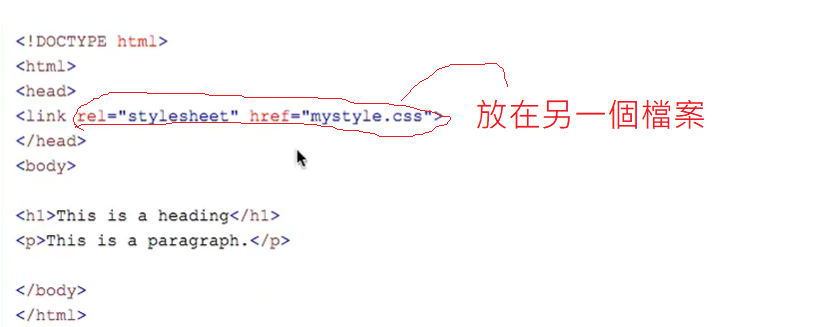 <!DOCTYPE html>
<html>
<head>
<link rel="stylesheet" href="mystyle.css">
放在另一個檔案
</head>
<body>
<h1>This is a heading</h1>
<p>This is a paragraph.</p>
</body>
</html>